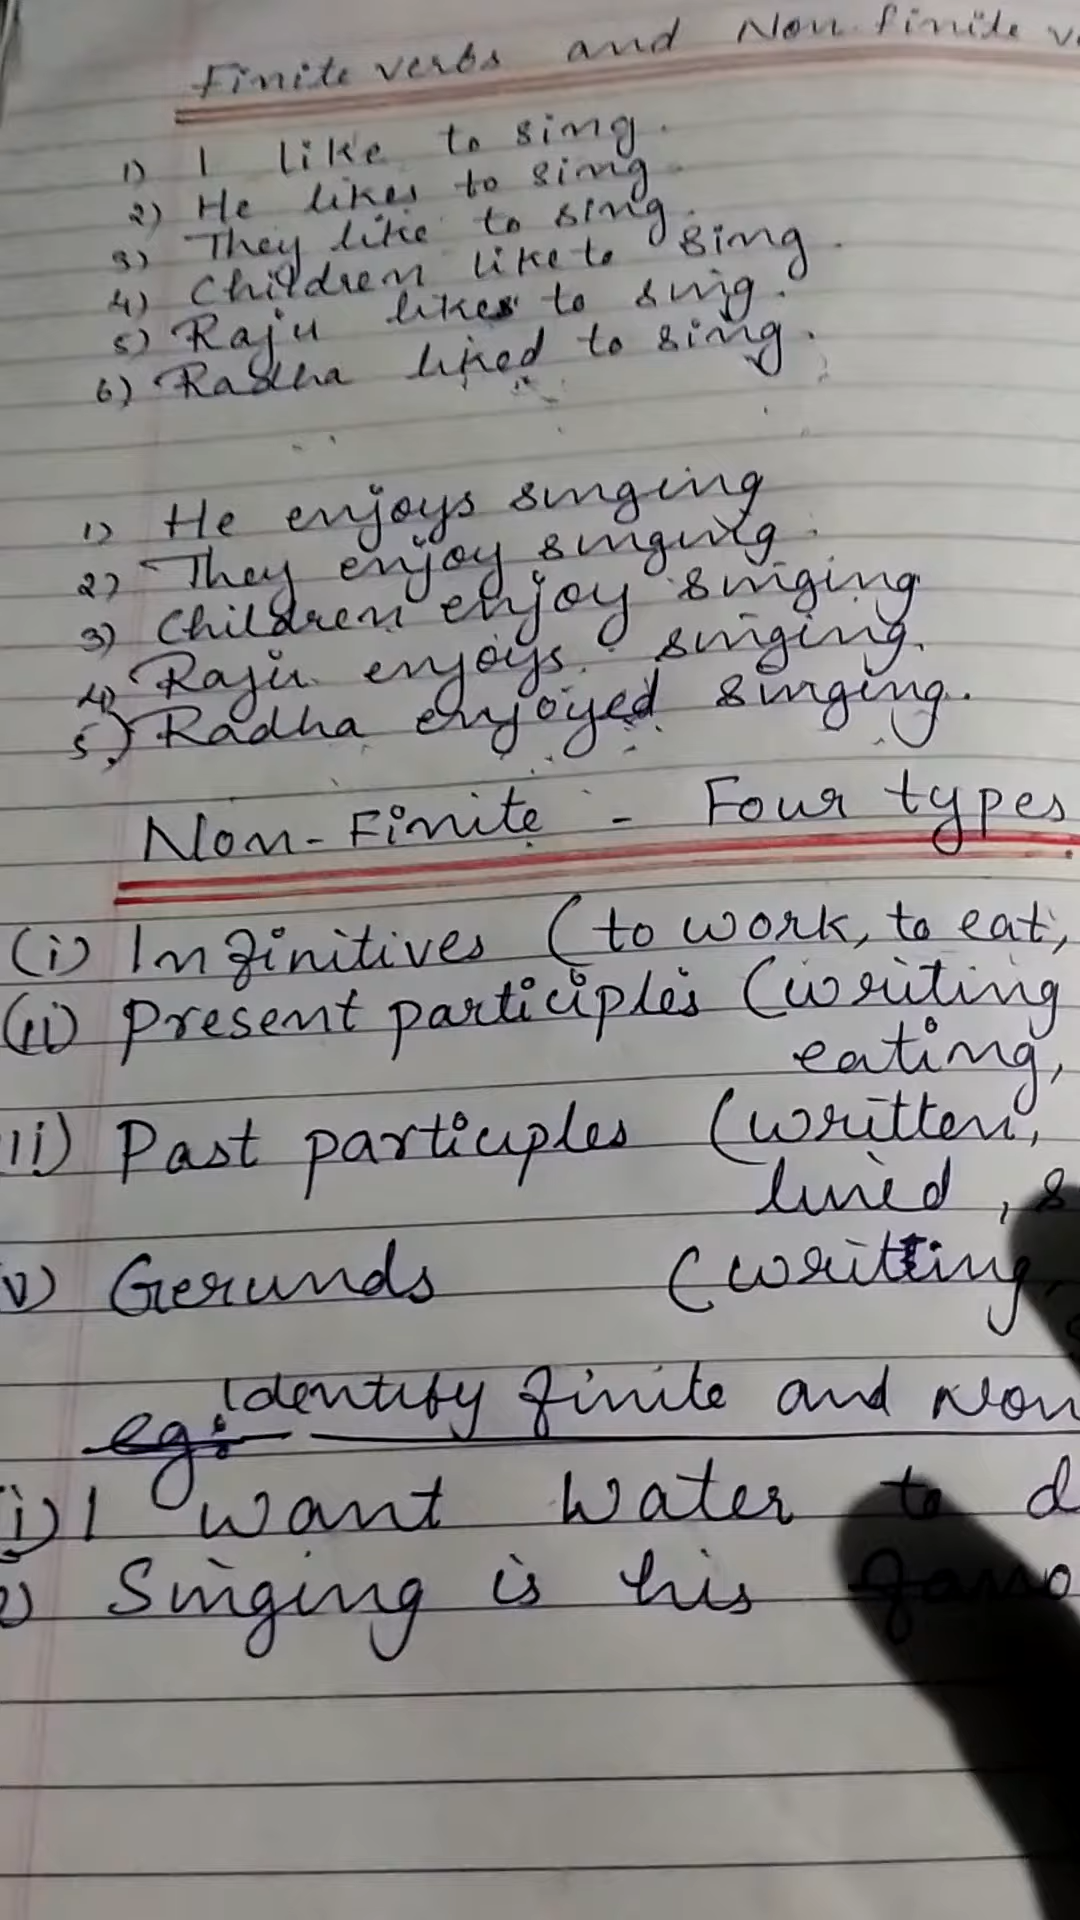 Finite verbs and Non-finite
1) I like to sing.
2) He likes to sing.
3) They like to sing.
4) Children like to sing.
5) Raju likes to sing.
6) Radha liked to sing.
1) He enjoys singing
2) They enjoy singing.
3) Children enjoy singing
4) Raju enjoys singing.
5) Radha enjoyed singing.
Non-Finite - Four types
(i) Infinitives (to work, to eat,
(ii) Present participles (writing
eating,
iii) Past participles (written,
lined, s
v) Gerunds (writting,
eg: Identify finite and Non
i) I want water to d
2) Singing is his